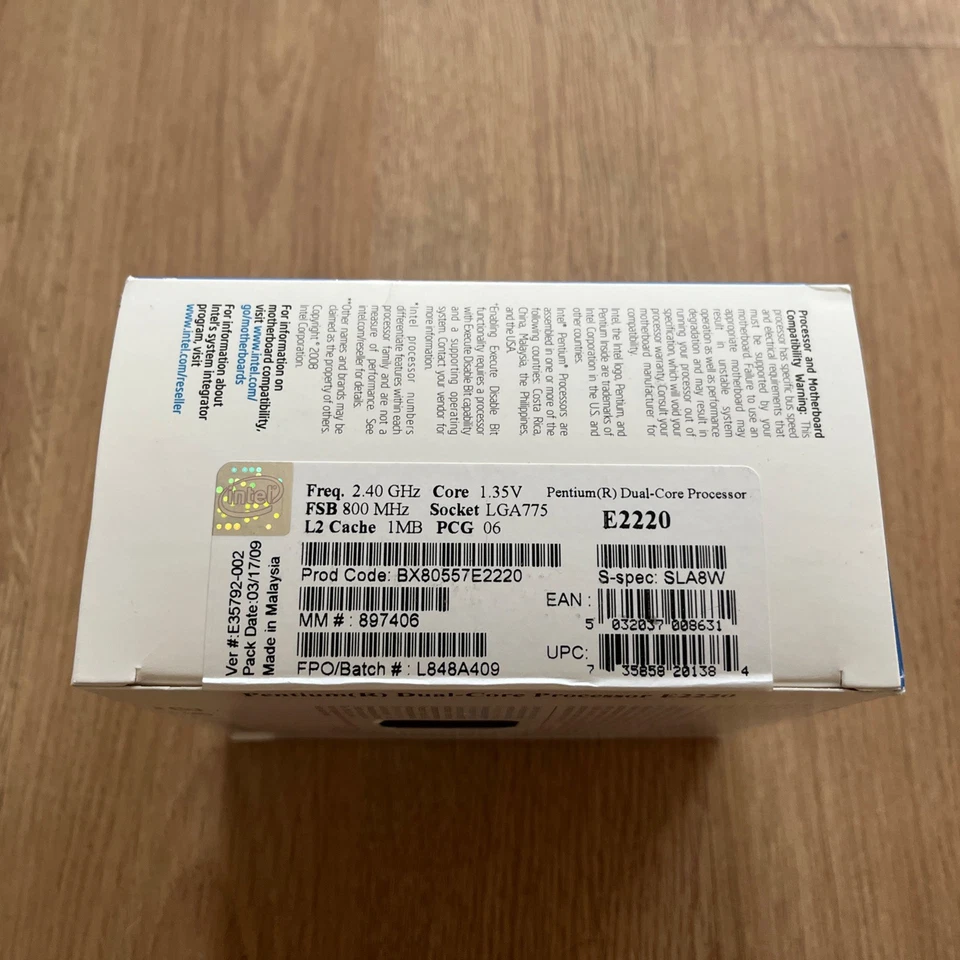 Processor and Motherboard
Compatibility Warning: This
processor has specific bus speed
and electrical requirements that
must be supported by your
motherboard. Failure to use an
appropriate motherboard may
result in unstable system
operation as well as performance
degradation and may result in
running your processor out of
specification, which will void your
processor warranty. Consult your
motherboard manufacturer for
compatibility.
Intel, the Intel logo, Pentium, and
Pentium Inside are trademarks of
Intel Corporation in the U.S. and
other countries.
Intel® Pentium® Processors are
assembled in one or more of the
following countries: Costa Rica,
China, Malaysia, the Philippines,
and the USA.
*Enabling Execute Disable Bit
functionality requires a processor
with Execute Disable Bit capability
and a supporting operating
system. Contact your vendor for
more information.
*Intel processor numbers
differentiate features within each
processor family and are not a
measure of performance. See
intel.com/reseller for details.
**Other names and brands may be
claimed as the property of others.
Copyright © 2008
Intel Corporation.
For information on
motherboard compatibility,
visit www.intel.com/
go/motherboards
For information about
Intel's system integrator
program, visit
www.intel.com/reseller
intel
Freq. 2.40 GHz Core 1.35V
FSB 800 MHz Socket LGA775
L2 Cache 1MB PCG 06
Pentium(R) Dual-Core Processor
E2220
Prod Code: BX80557E2220
MM # : 897406
FPO/Batch # : L848A409
S-spec: SLA8W
EAN :
5 032037 008631
UPC:
7 35858 20138 4
Ver #:E35792-002
Pack Date:03/17/09
Made in Malaysia
Pentium(R) Dual-Core Processor E2220